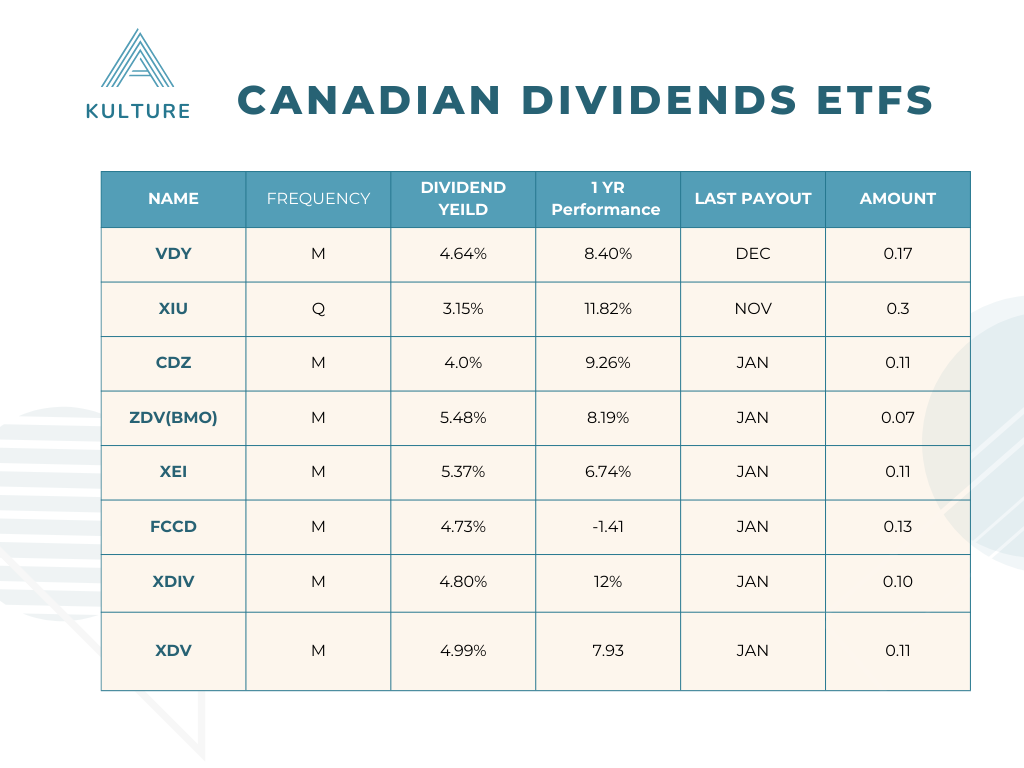 A
KULTURE
CANADIAN DIVIDENDS ETFS
NAME FREQUENCY DIVIDEND YEILD 1 YR Performance LAST PAYOUT AMOUNT
VDY M 4.64% 8.40% DEC 0.17
XIU Q 3.15% 11.82% NOV 0.3
CDZ M 4.0% 9.26% JAN 0.11
ZDV(BMO) M 5.48% 8.19% JAN 0.07
XEI M 5.37% 6.74% JAN 0.11
FCCD M 4.73% -1.41 JAN 0.13
XDIV M 4.80% 12% JAN 0.10
XDV M 4.99% 7.93 JAN 0.11